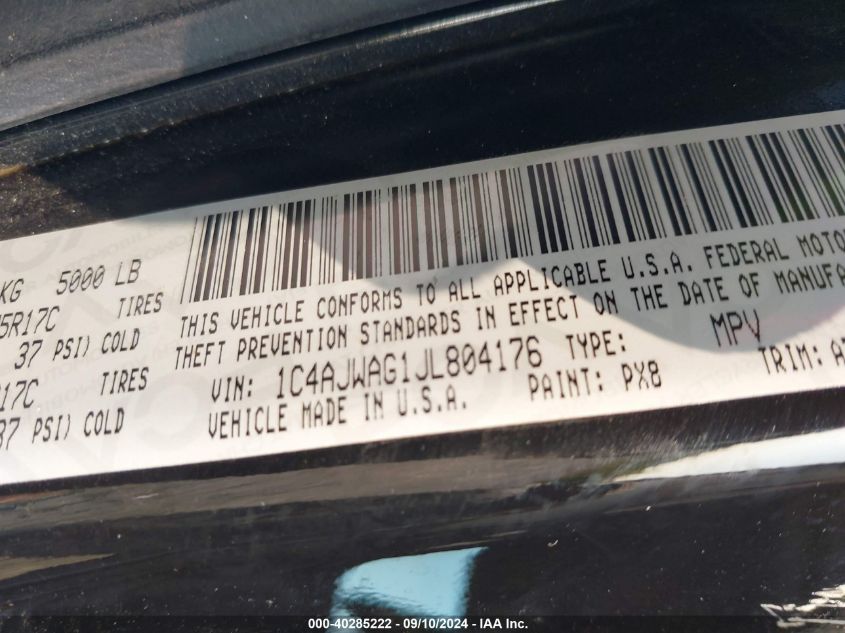 KG 5000 LB
5R17C TIRES
37 PSI) COLD
R17C TIRES
37 PSI) COLD
THIS VEHICLE CONFORMS TO ALL APPLICABLE U.S.A. FEDERAL MOTO
THEFT PREVENTION STANDARDS IN EFFECT ON THE DATE OF MANUFA
VIN: 1C4AJWAG1JL804176 TYPE: MPV
VEHICLE MADE IN U.S.A. PAINT: PX8 TRIM:
000-40285222 - 09/10/2024 - IAA Inc.